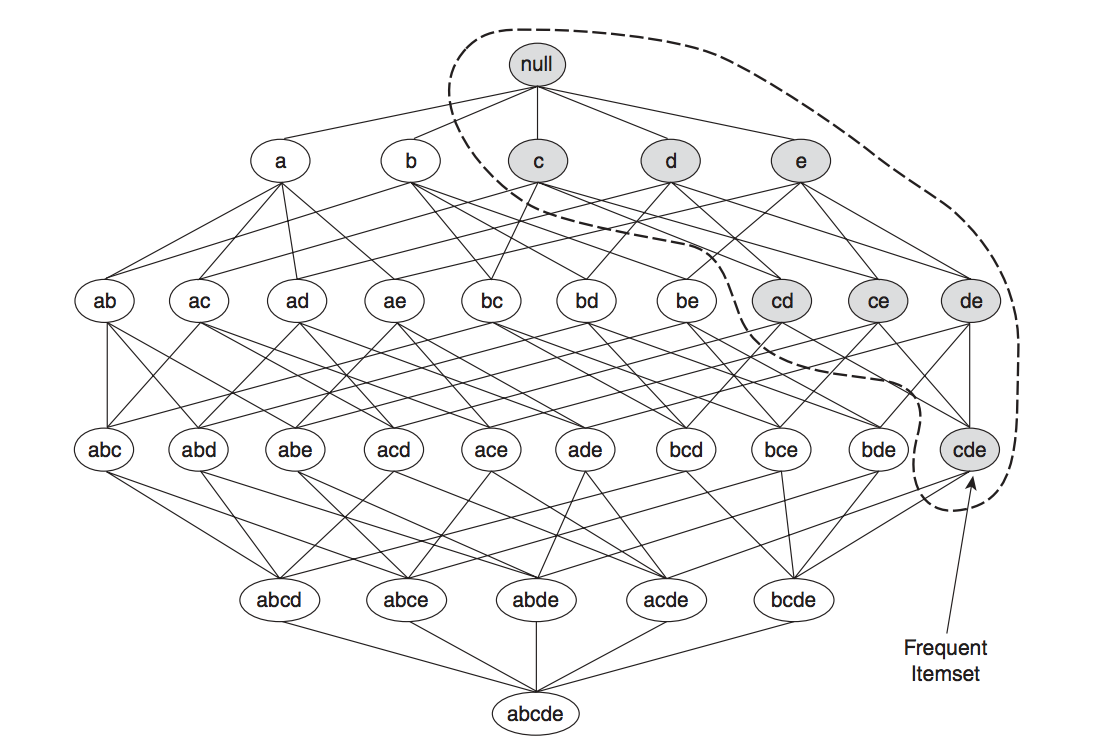 null
a b c d e
ab ac ad ae bc bd be cd ce de
abc abd abe acd ace ade bcd bce bde cde
abcd abce abde acde bcde
Frequent
Itemset
abcde